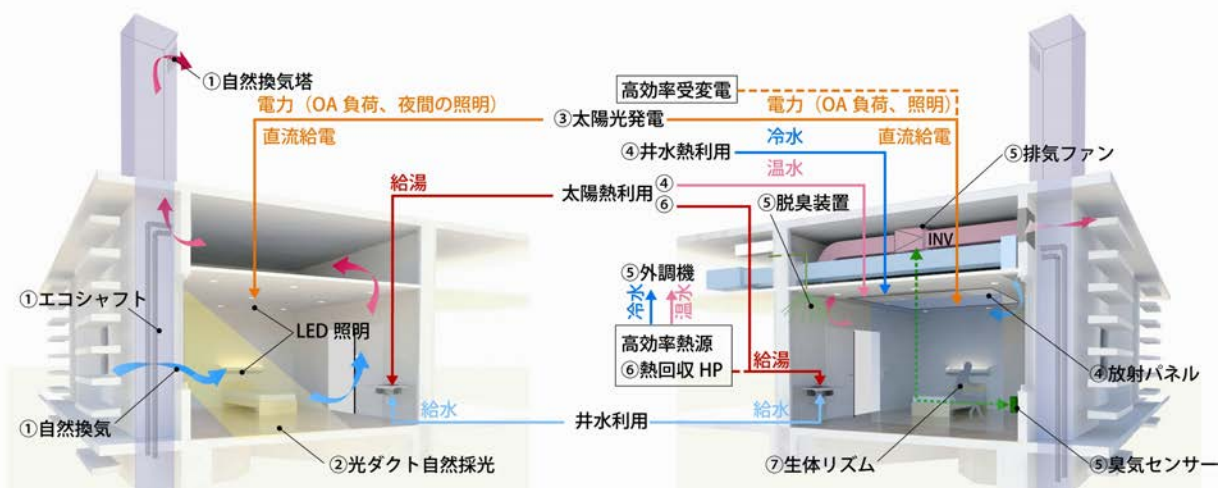 ①自然換気塔
高効率受変電
電力（OA 負荷、夜間の照明）
電力（OA 負荷、照明）
③太陽光発電
直流給電
直流給電
冷水
④井水熱利用
温水
⑤排気ファン
給湯
太陽熱利用
④
⑥
⑤脱臭装置
INV
⑤外調機
①エコシャフト
冷水
温水
LED 照明
高効率熱源
⑥熱回収 HP
給湯
④放射パネル
①自然換気
給水
井水利用
給水
②光ダクト自然採光
⑦生体リズム
⑤臭気センサー